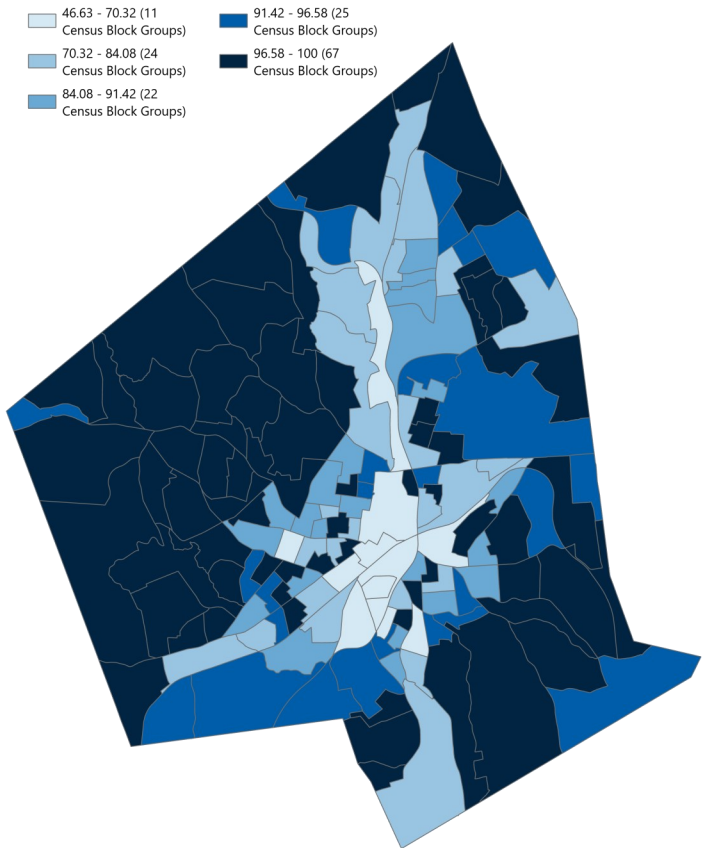 46.63 - 70.32 (11
Census Block Groups)
70.32 - 84.08 (24
Census Block Groups)
84.08 - 91.42 (22
Census Block Groups)
91.42 - 96.58 (25
Census Block Groups)
96.58 - 100 (67
Census Block Groups)